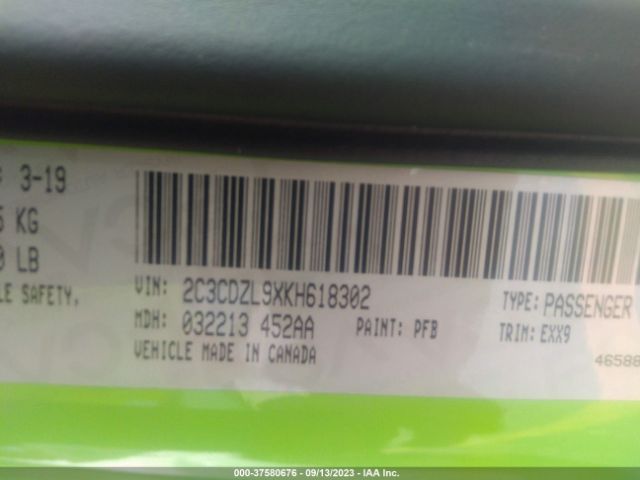 3-19
KG
LB
LE SAFETY.
VIN: 2C3CDZL9XKH618302
TYPE: PASSENGER
MDH: 032213 452AA
PAINT: PFB
TRIM: EXX9
VEHICLE MADE IN CANADA
46588
000-37580676 - 09/13/2023 - IAA Inc.